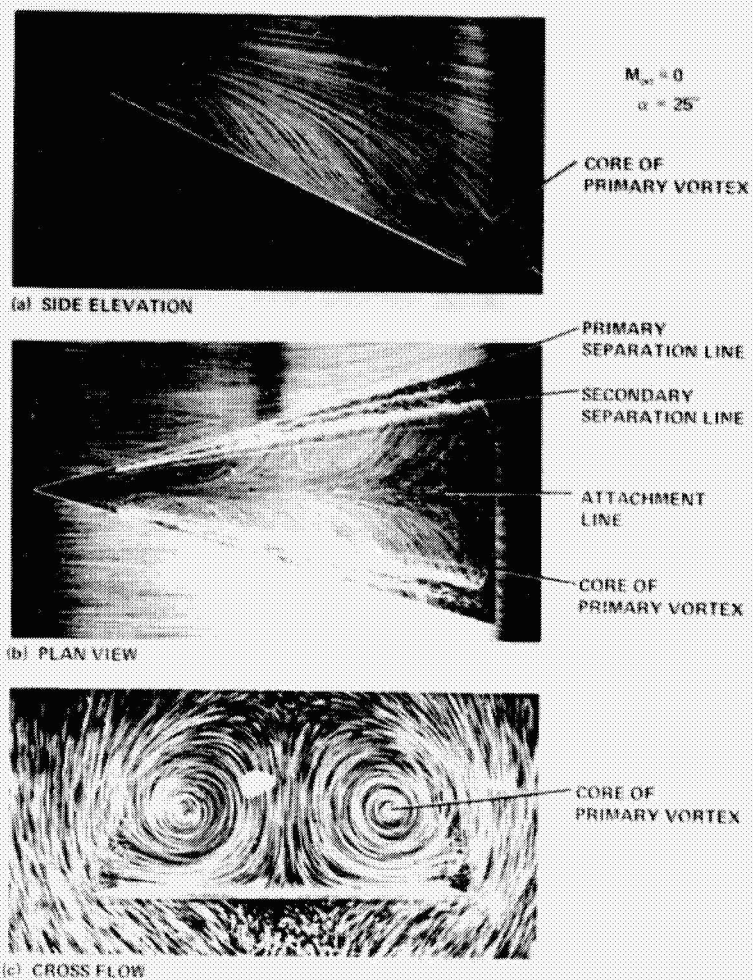 M∞ = 0
α = 25°
CORE OF
PRIMARY VORTEX
(a) SIDE ELEVATION
PRIMARY
SEPARATION LINE
SECONDARY
SEPARATION LINE
ATTACHMENT
LINE
CORE OF
PRIMARY VORTEX
(b) PLAN VIEW
CORE OF
PRIMARY VORTEX
(c) CROSS FLOW